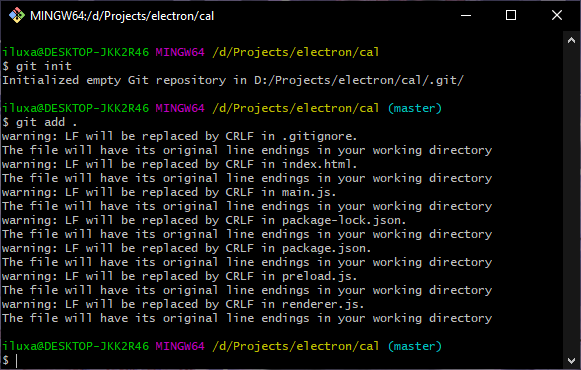 MINGW64:/d/Projects/electron/cal
iluxa@DESKTOP-JKK2R46 MINGW64 /d/Projects/electron/cal
$ git init
Initialized empty Git repository in D:/Projects/electron/cal/.git/
iluxa@DESKTOP-JKK2R46 MINGW64 /d/Projects/electron/cal (master)
$ git add .
warning: LF will be replaced by CRLF in .gitignore.
The file will have its original line endings in your working directory
warning: LF will be replaced by CRLF in index.html.
The file will have its original line endings in your working directory
warning: LF will be replaced by CRLF in main.js.
The file will have its original line endings in your working directory
warning: LF will be replaced by CRLF in package-lock.json.
The file will have its original line endings in your working directory
warning: LF will be replaced by CRLF in package.json.
The file will have its original line endings in your working directory
warning: LF will be replaced by CRLF in preload.js.
The file will have its original line endings in your working directory
warning: LF will be replaced by CRLF in renderer.js.
The file will have its original line endings in your working directory
iluxa@DESKTOP-JKK2R46 MINGW64 /d/Projects/electron/cal (master)
$